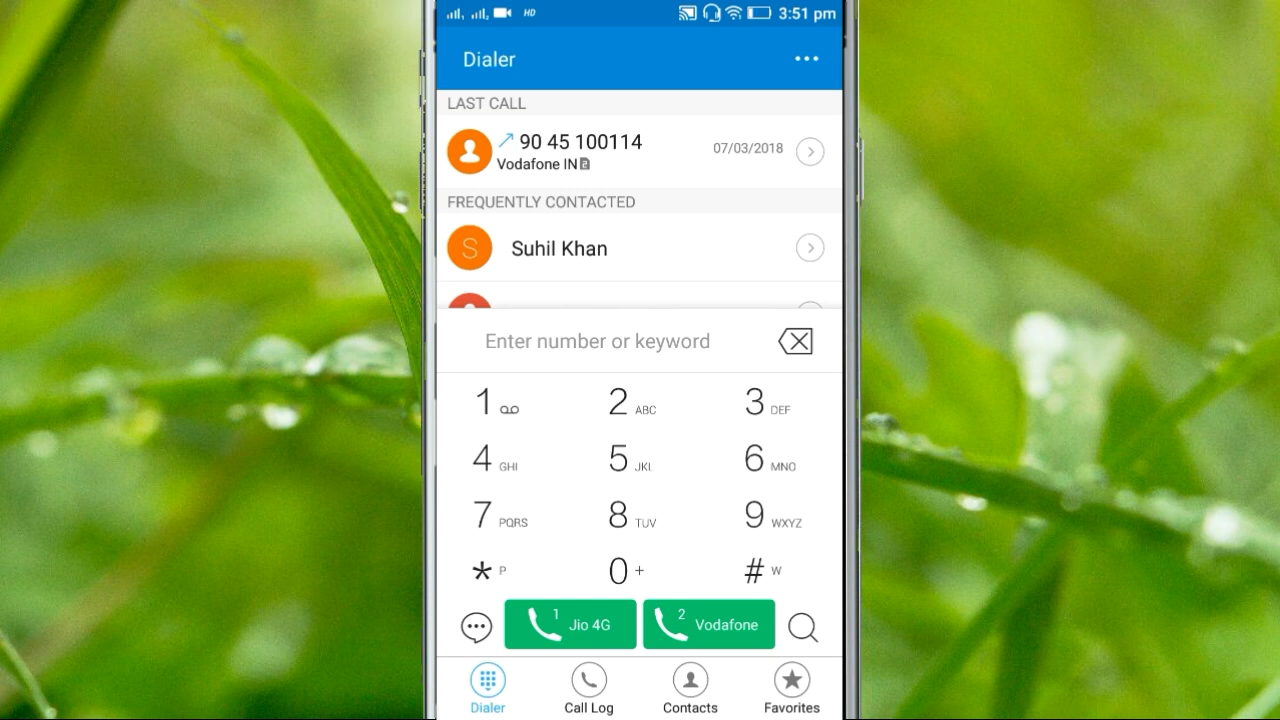 HD 3:51 pm
Dialer
LAST CALL
90 45 100114
Vodafone IN
07/03/2018
FREQUENTLY CONTACTED
S Suhil Khan
Enter number or keyword
1 2 ABC 3 DEF
4 GHI 5 JKL 6 MNO
7 PQRS 8 TUV 9 WXYZ
* P 0 + # W
1 Jio 4G 2 Vodafone
Dialer Call Log Contacts Favorites